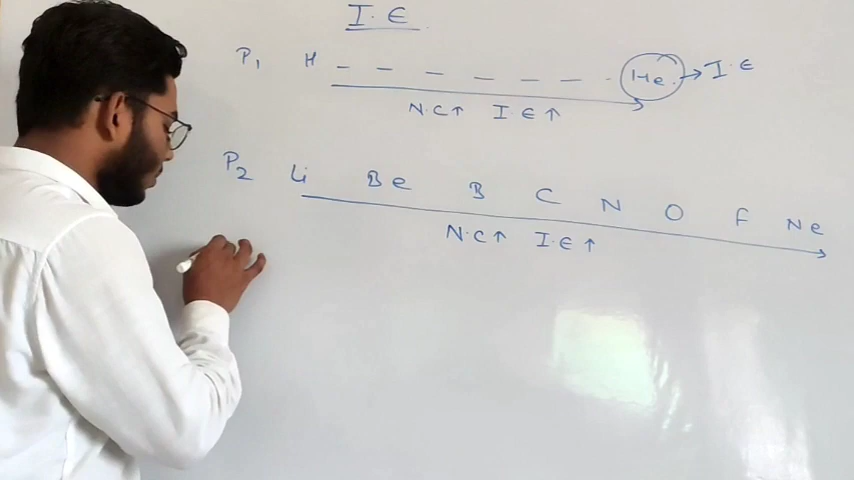 I.E
P1 H – – – – – – . He. → I.E
N.C↑ I.E↑
P2 Li Be B C N O F Ne
N.C↑ I.E↑